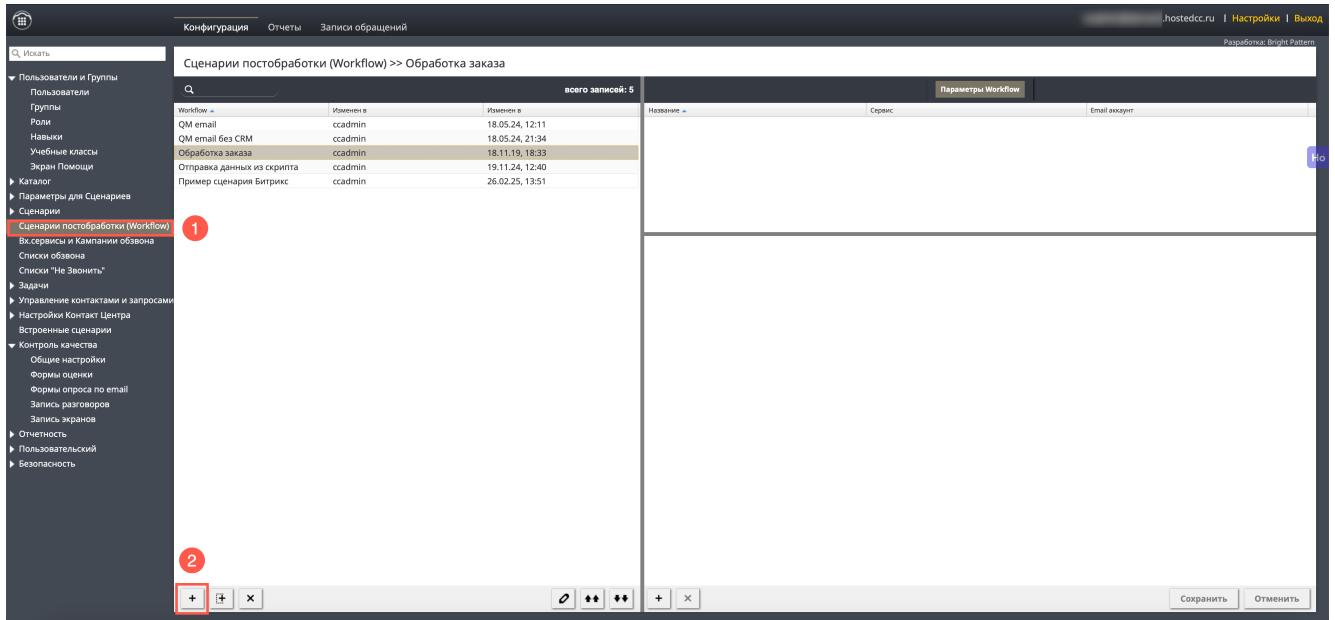 .hostedcc.ru | Настройки | Выход
Конфигурация Отчеты Записи обращений
Разработка: Bright Pattern
Искать
Сценарии постобработки (Workflow) >> Обработка заказа
Пользователи и Группы
Пользователи
Группы
Роли
Навыки
Учебные классы
Экран Помощи
Каталог
Параметры для Сценариев
Сценарии
Сценарии постобработки (Workflow)
Вх.сервисы и Кампании обзвона
Списки обзвона
Списки "Не Звонить"
Задачи
Управление контактами и запросами
Настройки Контакт Центра
Встроенные сценарии
Контроль качества
Общие настройки
Формы оценки
Формы опроса по email
Запись разговоров
Запись экранов
Отчетность
Пользовательский
Безопасность
1
всего записей: 5
Workflow Изменен в Изменен в
QM email ccadmin 18.05.24, 12:11
QM email без CRM ccadmin 18.05.24, 21:34
Обработка заказа ccadmin 18.11.19, 18:33
Отправка данных из скрипта ccadmin 19.11.24, 12:40
Пример сценария Битрикс ccadmin 26.02.25, 13:51
2
Параметры Workflow
Название Сервис Email аккаунт
Но
Сохранить Отменить